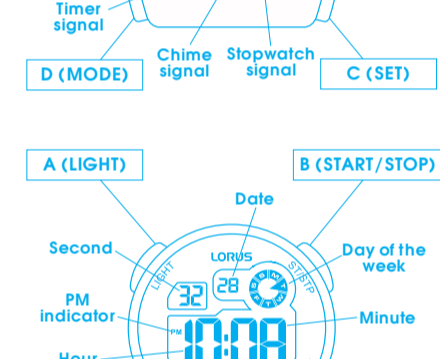 Timer
signal
Chime
signal
Stopwatch
signal
D (MODE)
C (SET)
A (LIGHT)
B (START/STOP)
Date
Second
LORUS
Day of the
week
LIGHT
ST/STP
32
28
PM
indicator
PM
10:08
Minute
Hour